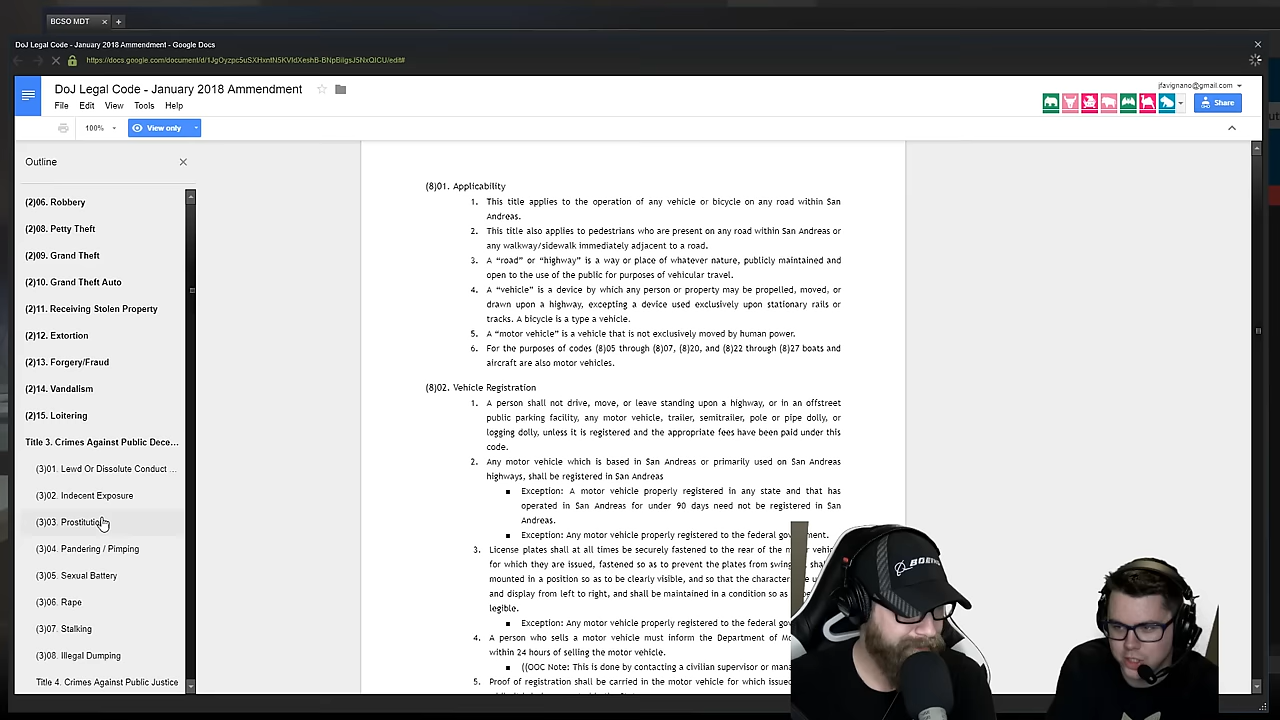 BCSO MDT
DoJ Legal Code - January 2018 Ammendment - Google Docs
DoJ Legal Code - January 2018 Ammendment
jfavignano@gmail.com
File Edit View Tools Help
Share
100%
View only
Outline
(2)06. Robbery
(2)08. Petty Theft
(2)09. Grand Theft
(2)10. Grand Theft Auto
(2)11. Receiving Stolen Property
(2)12. Extortion
(2)13. Forgery/Fraud
(2)14. Vandalism
(2)15. Loitering
Title 3. Crimes Against Public Dece...
(3)01. Lewd Or Dissolute Conduct ...
(3)02. Indecent Exposure
(3)03. Prostitution
(3)04. Pandering / Pimping
(3)05. Sexual Battery
(3)06. Rape
(3)07. Stalking
(3)08. Illegal Dumping
Title 4. Crimes Against Public Justice
(8)01. Applicability
1. This title applies to the operation of any vehicle or bicycle on any road within San
Andreas.
2. This title also applies to pedestrians who are present on any road within San Andreas or
any walkway/sidewalk immediately adjacent to a road.
3. A “road” or “highway” is a way or place of whatever nature, publicly maintained and
open to the use of the public for purposes of vehicular travel.
4. A “vehicle” is a device by which any person or property may be propelled, moved, or
drawn upon a highway, excepting a device used exclusively upon stationary rails or
tracks. A bicycle is a type a vehicle.
5. A “motor vehicle” is a vehicle that is not exclusively moved by human power.
6. For the purposes of codes (8)05 through (8)07, (8)20, and (8)22 through (8)27 boats and
aircraft are also motor vehicles.
(8)02. Vehicle Registration
1. A person shall not drive, move, or leave standing upon a highway, or in an offstreet
public parking facility, any motor vehicle, trailer, semitrailer, pole or pipe dolly, or
logging dolly, unless it is registered and the appropriate fees have been paid under this
code.
2. Any motor vehicle which is based in San Andreas or primarily used on San Andreas
highways, shall be registered in San Andreas
■ Exception: A motor vehicle properly registered in any state and that has
operated in San Andreas for under 90 days need not be registered in San
Andreas.
■ Exception: Any motor vehicle properly registered to the federal
3. License plates shall at all times be securely fastened to the rear of the
for which they are issued, fastened so as to prevent the plates from
mounted in a position so as to be clearly visible, and so that the
and display from left to right, and shall be maintained in a condition so as
legible.
■ Exception: Any motor vehicle properly registered to the federal
4. A person who sells a motor vehicle must inform the Department of
within 24 hours of selling the motor vehicle.
■ ((OOC Note: This is done by contacting a civilian supervisor or
5. Proof of registration shall be carried in the motor vehicle for which
BOEING